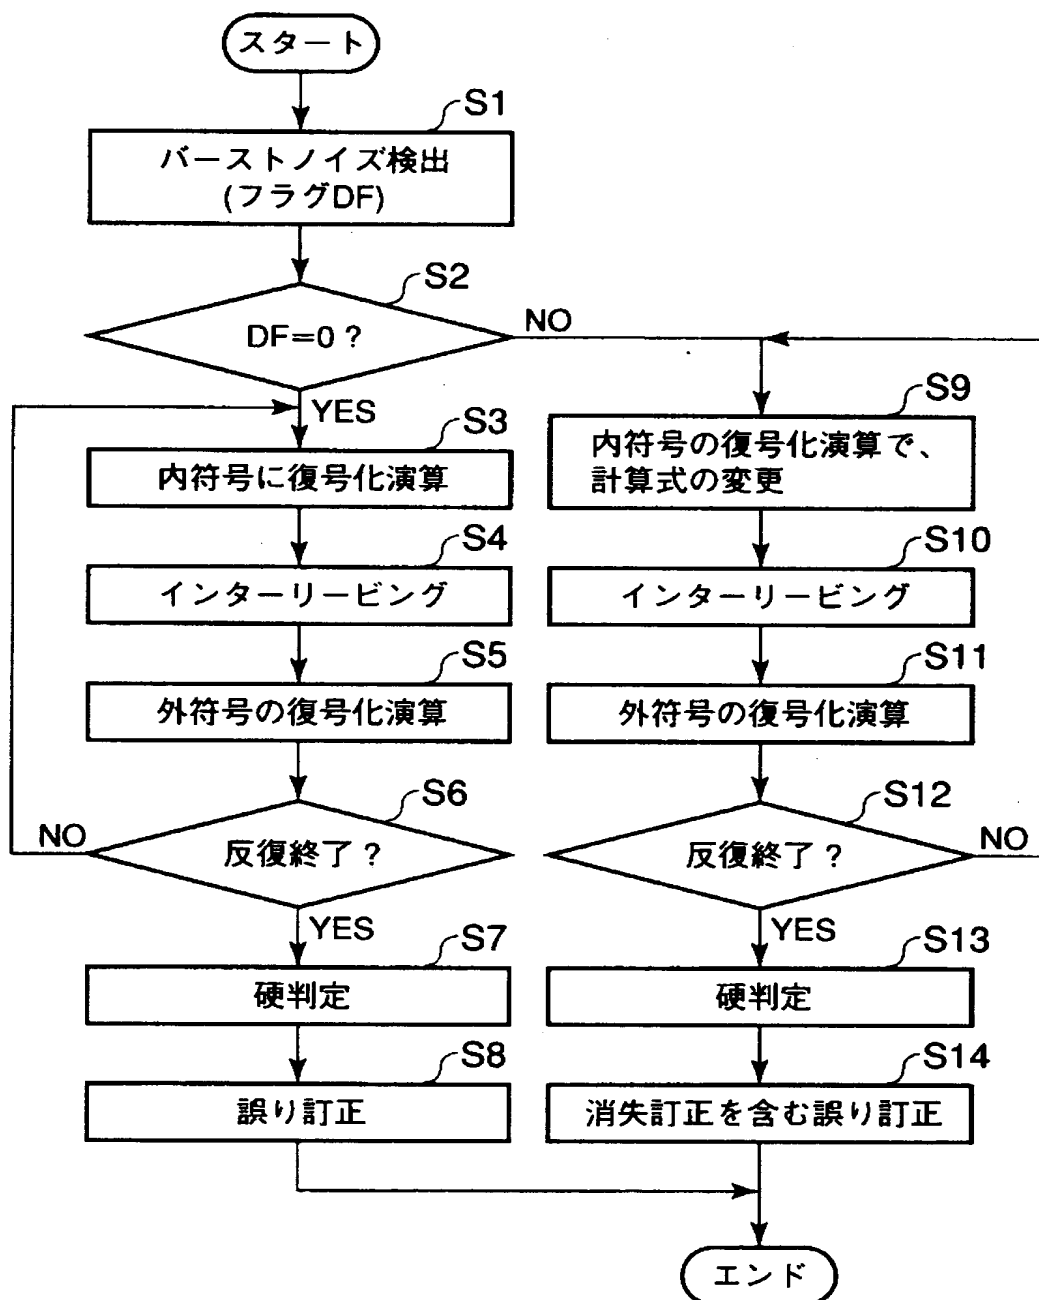 スタート
S1
バーストノイズ検出
(フラグDF)
S2
DF=0?
NO
YES
S3
内符号に復号化演算
S4
インターリービング
S5
外符号の復号化演算
S6
反復終了?
NO
YES
S7
硬判定
S8
誤り訂正
S9
内符号の復号化演算で、
計算式の変更
S10
インターリービング
S11
外符号の復号化演算
S12
反復終了?
NO
YES
S13
硬判定
S14
消失訂正を含む誤り訂正
エンド